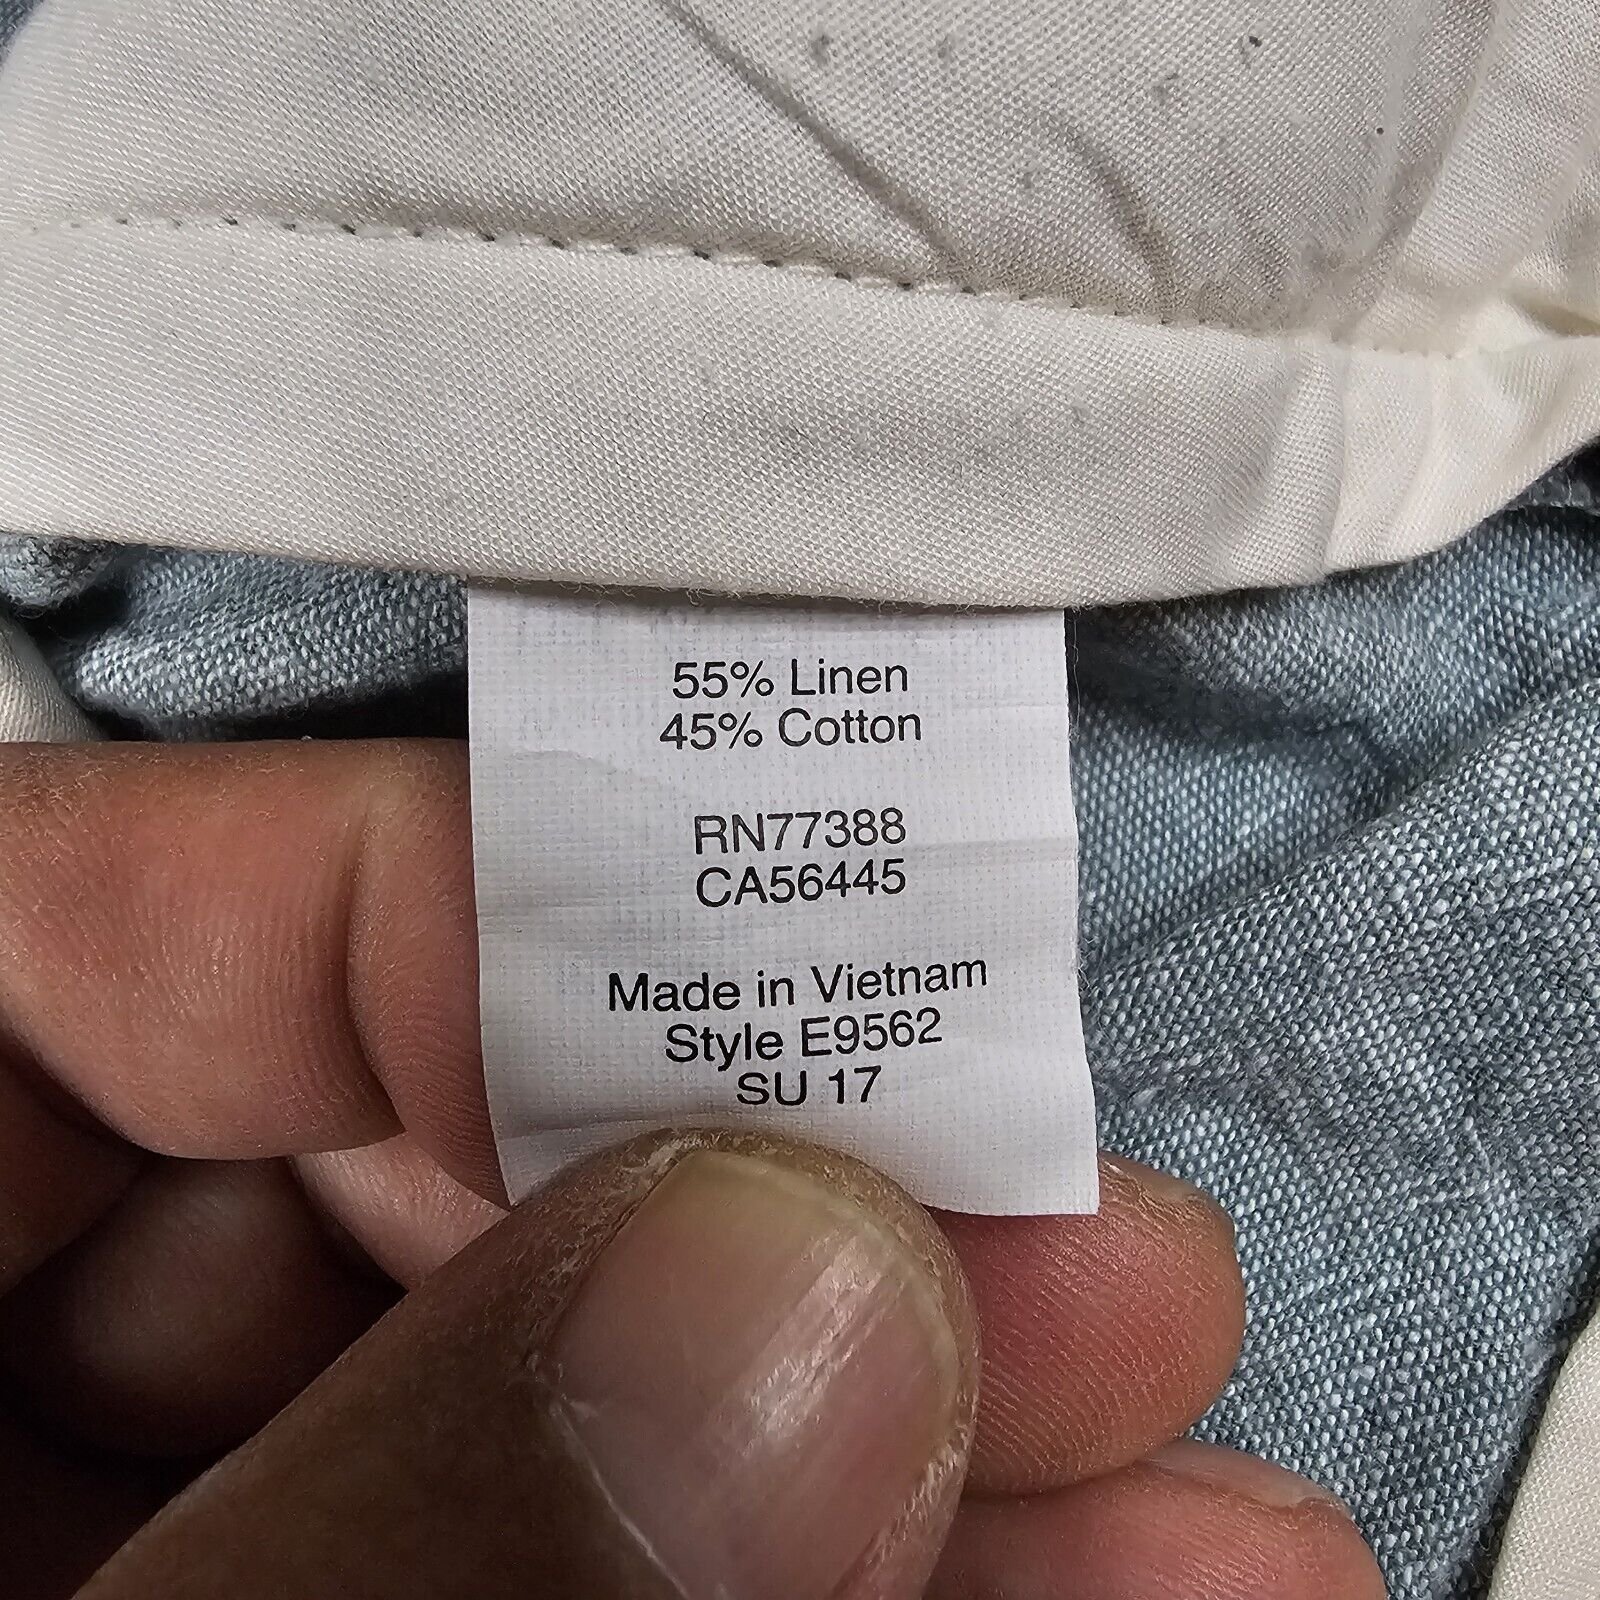 55% Linen
45% Cotton
RN77388
CA56445
Made in Vietnam
Style E9562
SU 17